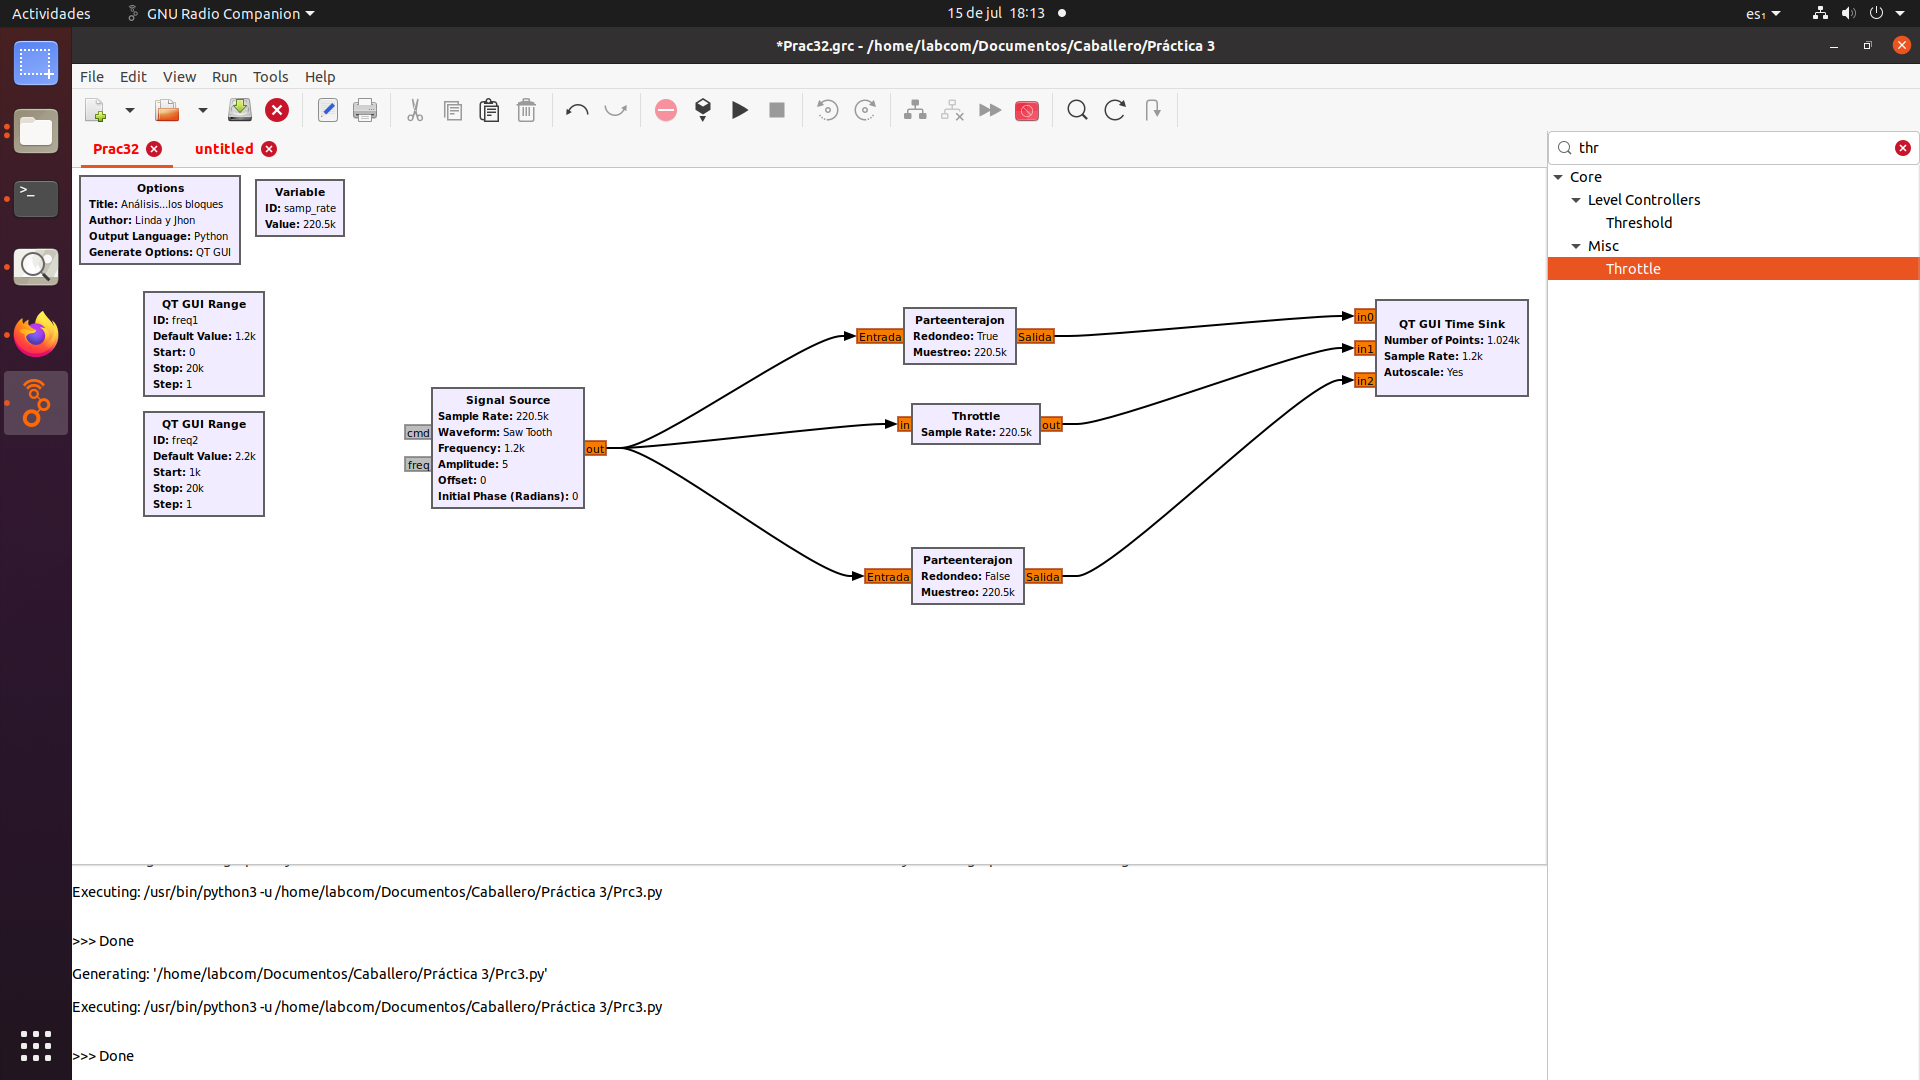 Actividades
GNU Radio Companion
15 de jul 18:13
es₁
*Prac32.grc - /home/labcom/Documentos/Caballero/Práctica 3
File Edit View Run Tools Help
Prac32
untitled
Options
Title: Análisis...los bloques
Author: Linda y Jhon
Output Language: Python
Generate Options: QT GUI
Variable
ID: samp_rate
Value: 220.5k
QT GUI Range
ID: freq1
Default Value: 1.2k
Start: 0
Stop: 20k
Step: 1
QT GUI Range
ID: freq2
Default Value: 2.2k
Start: 1k
Stop: 20k
Step: 1
cmd
freq
Signal Source
Sample Rate: 220.5k
Waveform: Saw Tooth
Frequency: 1.2k
Amplitude: 5
Offset: 0
Initial Phase (Radians): 0
out
Entrada
Parteenterajon
Redondeo: True
Muestreo: 220.5k
Salida
in
Throttle
Sample Rate: 220.5k
out
Entrada
Parteenterajon
Redondeo: False
Muestreo: 220.5k
Salida
in0
in1
in2
QT GUI Time Sink
Number of Points: 1.024k
Sample Rate: 1.2k
Autoscale: Yes
thr
Core
Level Controllers
Threshold
Misc
Throttle
Executing: /usr/bin/python3 -u /home/labcom/Documentos/Caballero/Práctica 3/Prc3.py
>>> Done
Generating: '/home/labcom/Documentos/Caballero/Práctica 3/Prc3.py'
Executing: /usr/bin/python3 -u /home/labcom/Documentos/Caballero/Práctica 3/Prc3.py
>>> Done